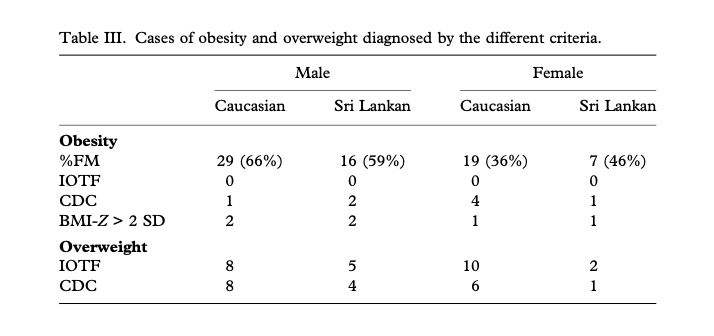 Table III. Cases of obesity and overweight diagnosed by the different criteria.
Male Female
Caucasian Sri Lankan Caucasian Sri Lankan
Obesity
%FM 29 (66%) 16 (59%) 19 (36%) 7 (46%)
IOTF 0 0 0 0
CDC 1 2 4 1
BMI-Z > 2 SD 2 2 1 1
Overweight
IOTF 8 5 10 2
CDC 8 4 6 1